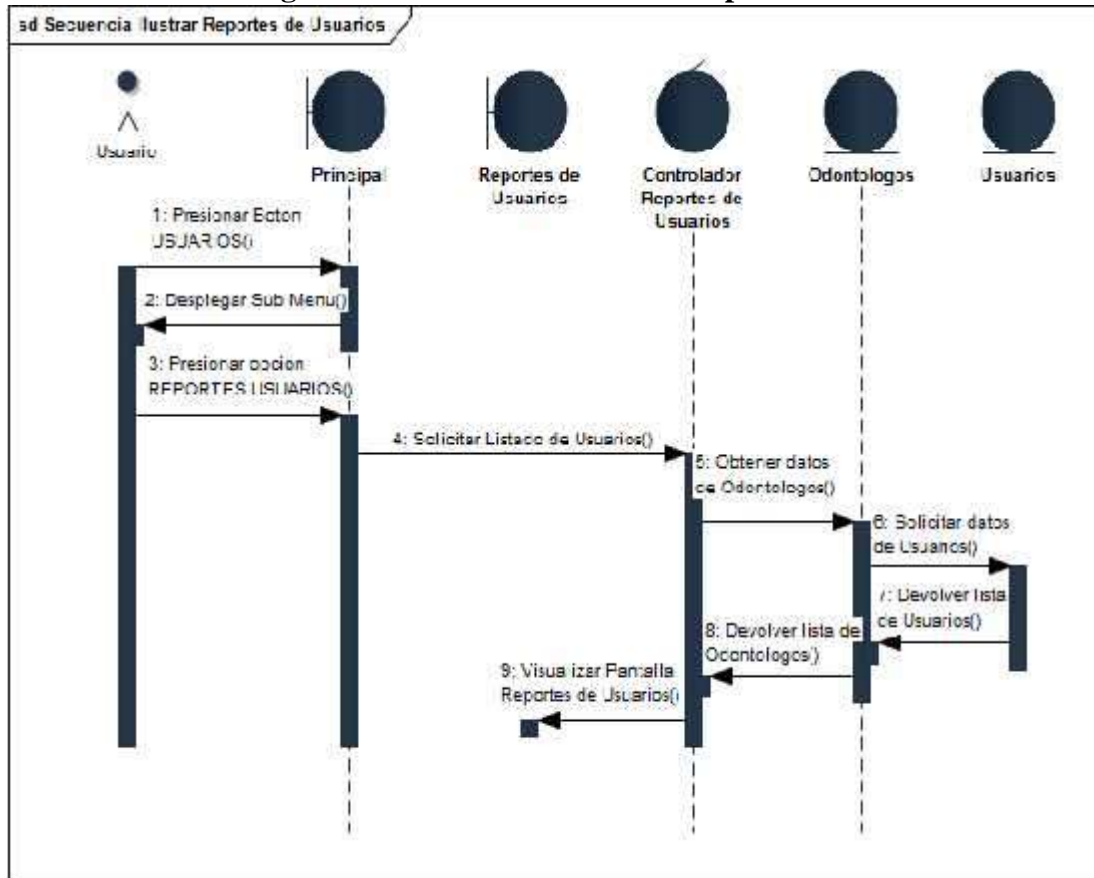 sd Secuencia Ilustrar Reportes de Usuarios
Usuario
Principal
Reportes de
Usuarios
Controlador
Reportes de
Usuarios
Odontologos
Usuarios
1: Presionar Boton
USUARIOS()
2: Desplegar Sub Menu()
3: Presionar opcion
REPORTES USUARIOS()
4: Solicitar Listado de Usuarios()
5: Obtener datos
de Odontologos()
6: Solicitar datos
de Usuarios()
7: Devolver lista
de Usuarios()
8: Devolver lista de
Odontologos()
9: Visualizar Pantalla
Reportes de Usuarios()